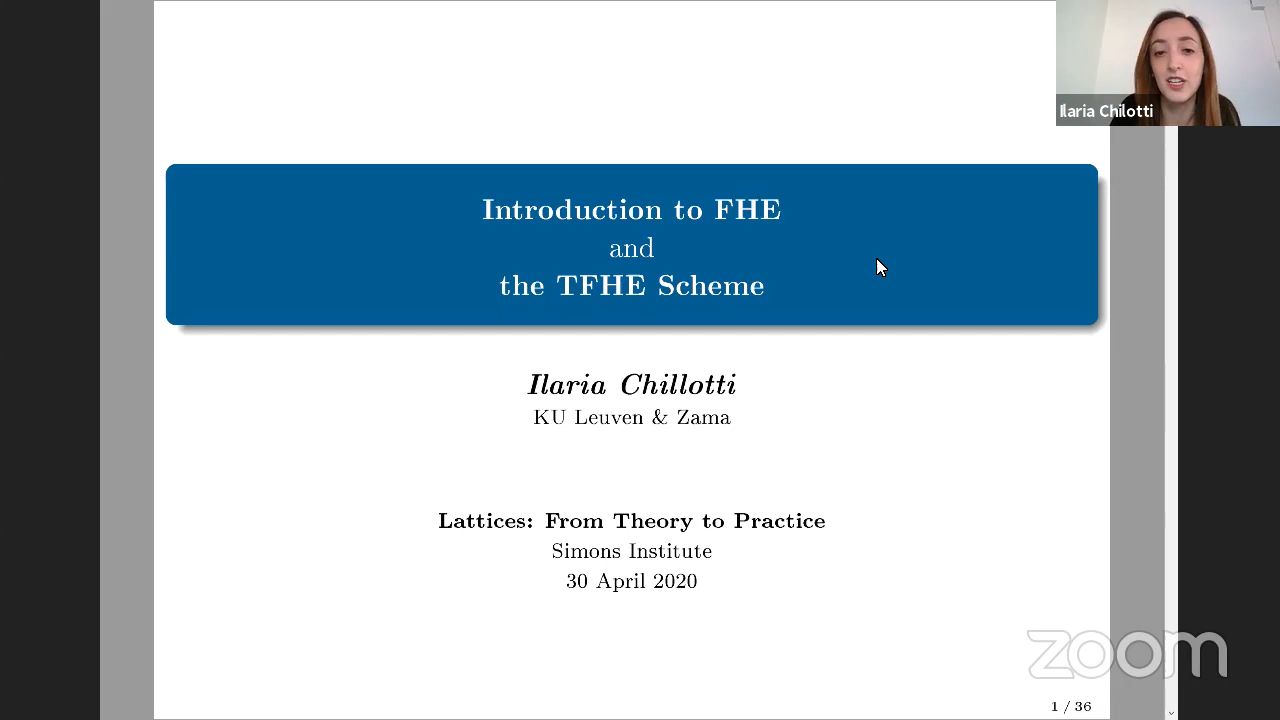 Ilaria Chilotti
Introduction to FHE
and
the TFHE Scheme
Ilaria Chillotti
KU Leuven & Zama
Lattices: From Theory to Practice
Simons Institute
30 April 2020
zoom
1 / 36